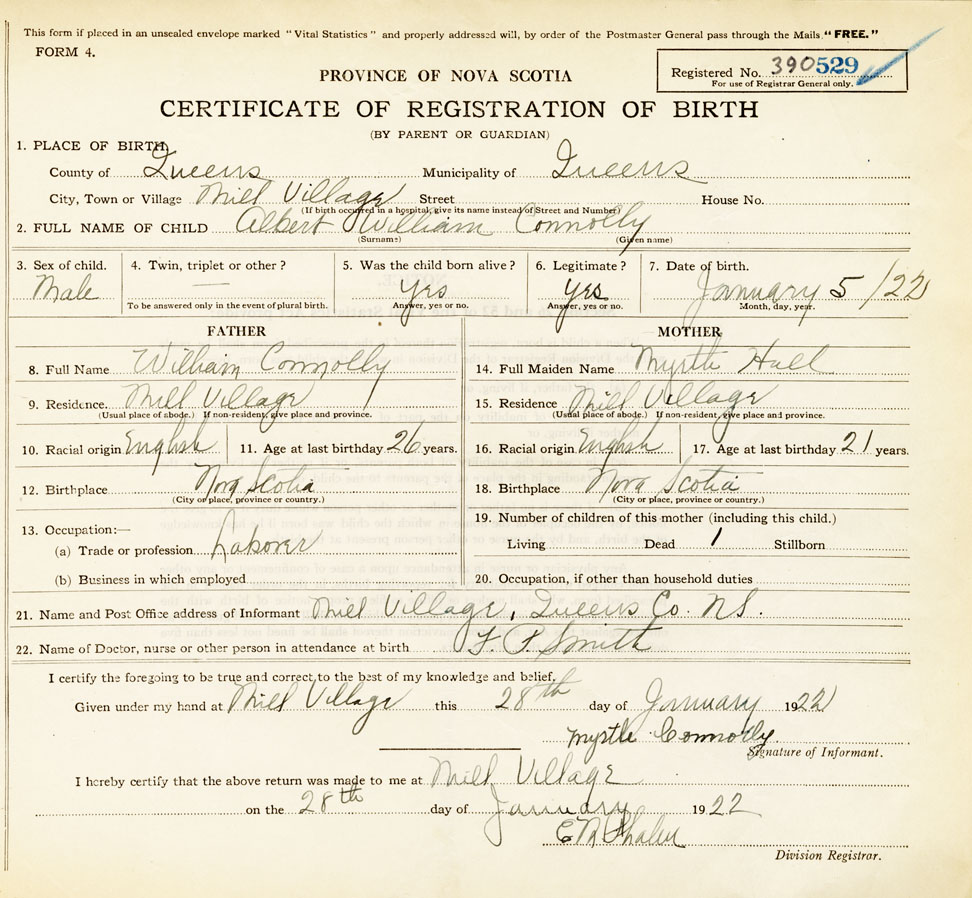 This form if placed in an unsealed envelope marked "Vital Statistics" and properly addressed will, by order of the Postmaster General pass through the Mails "FREE."
FORM 4.
Registered No. 390529
For use of Registrar General only.
PROVINCE OF NOVA SCOTIA
CERTIFICATE OF REGISTRATION OF BIRTH
(BY PARENT OR GUARDIAN)
1. PLACE OF BIRTH
County of Queens Municipality of Queens
City, Town or Village Mill Village Street House No.
(If birth occurred in a hospital, give its name instead of Street and Number)
2. FULL NAME OF CHILD Albert William Connolly
(Surname) (Given name)
3. Sex of child. 4. Twin, triplet or other? 5. Was the child born alive? 6. Legitimate? 7. Date of birth.
Male — Yes Yes January 5/22
To be answered only in the event of plural birth. Answer, yes or no. Answer, yes or no. Month, day, year.
FATHER MOTHER
8. Full Name William Connolly 14. Full Maiden Name Myrtle Hall
9. Residence. Mill Village 15. Residence Mill Village
(Usual place of abode.) If non-resident, give place and province. (Usual place of abode.) If non-resident, give place and province.
10. Racial origin English 11. Age at last birthday 26 years. 16. Racial origin English 17. Age at last birthday 21 years.
12. Birthplace Nova Scotia 18. Birthplace Nova Scotia
(City or place, province or country.) (City or place, province or country.)
13. Occupation:— 19. Number of children of this mother (including this child.)
(a) Trade or profession Laborer Living Dead 1 Stillborn
(b) Business in which employed 20. Occupation, if other than household duties
21. Name and Post Office address of Informant Mill Village, Queens Co. N.S.
22. Name of Doctor, nurse or other person in attendance at birth F. P. Smith
I certify the foregoing to be true and correct to the best of my knowledge and belief.
Given under my hand at Mill Village this 28th day of January 1922
Myrtle Connolly
Signature of Informant.
I hereby certify that the above return was made to me at Mill Village
on the 28th day of January 1922
Division Registrar.